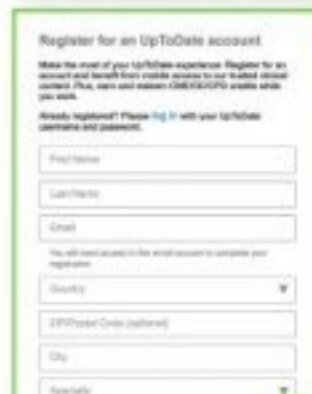 Register for an UpToDate account
Make the most of your UpToDate experience. Register for an
account and benefit from mobile access to our trusted clinical
content. Plus, earn and redeem CME/CE/CPD credits while
you work.
Already registered? Please log in with your UpToDate
username and password.
First Name
Last Name
Email
You will need access to this email account to complete your
registration
Country
ZIP/Postal Code (optional)
City
Specialty